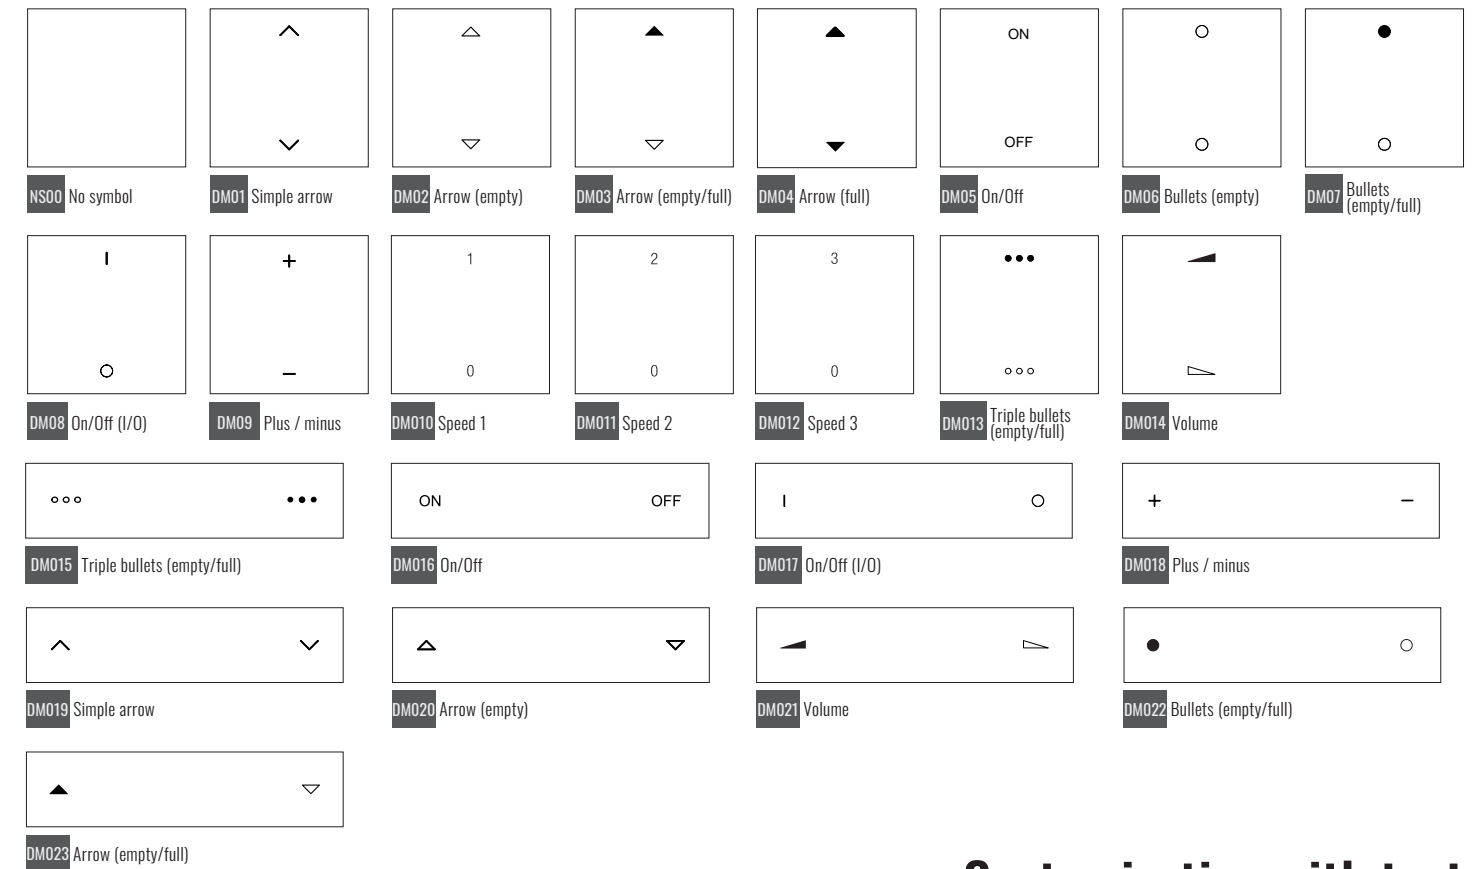 ON
OFF
NS00 No symbol
DM01 Simple arrow
DM02 Arrow (empty)
DM03 Arrow (empty/full)
DM04 Arrow (full)
DM05 On/Off
DM06 Bullets (empty)
DM07 Bullets
(empty/full)
I
+
1
2
3
O
−
0
0
0
DM08 On/Off (I/O)
DM09 Plus / minus
DM010 Speed 1
DM011 Speed 2
DM012 Speed 3
DM013 Triple bullets
(empty/full)
DM014 Volume
ON OFF
I O
+ −
DM015 Triple bullets (empty/full)
DM016 On/Off
DM017 On/Off (I/O)
DM018 Plus / minus
DM019 Simple arrow
DM020 Arrow (empty)
DM021 Volume
DM022 Bullets (empty/full)
DM023 Arrow (empty/full)